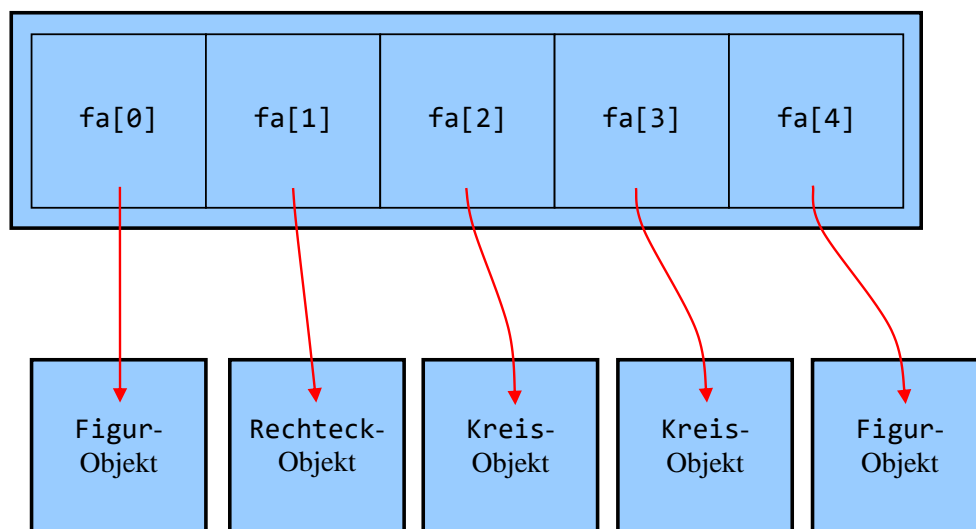 fa[0] fa[1] fa[2] fa[3] fa[4]
Figur-
Objekt
Rechteck-
Objekt
Kreis-
Objekt
Kreis-
Objekt
Figur-
Objekt